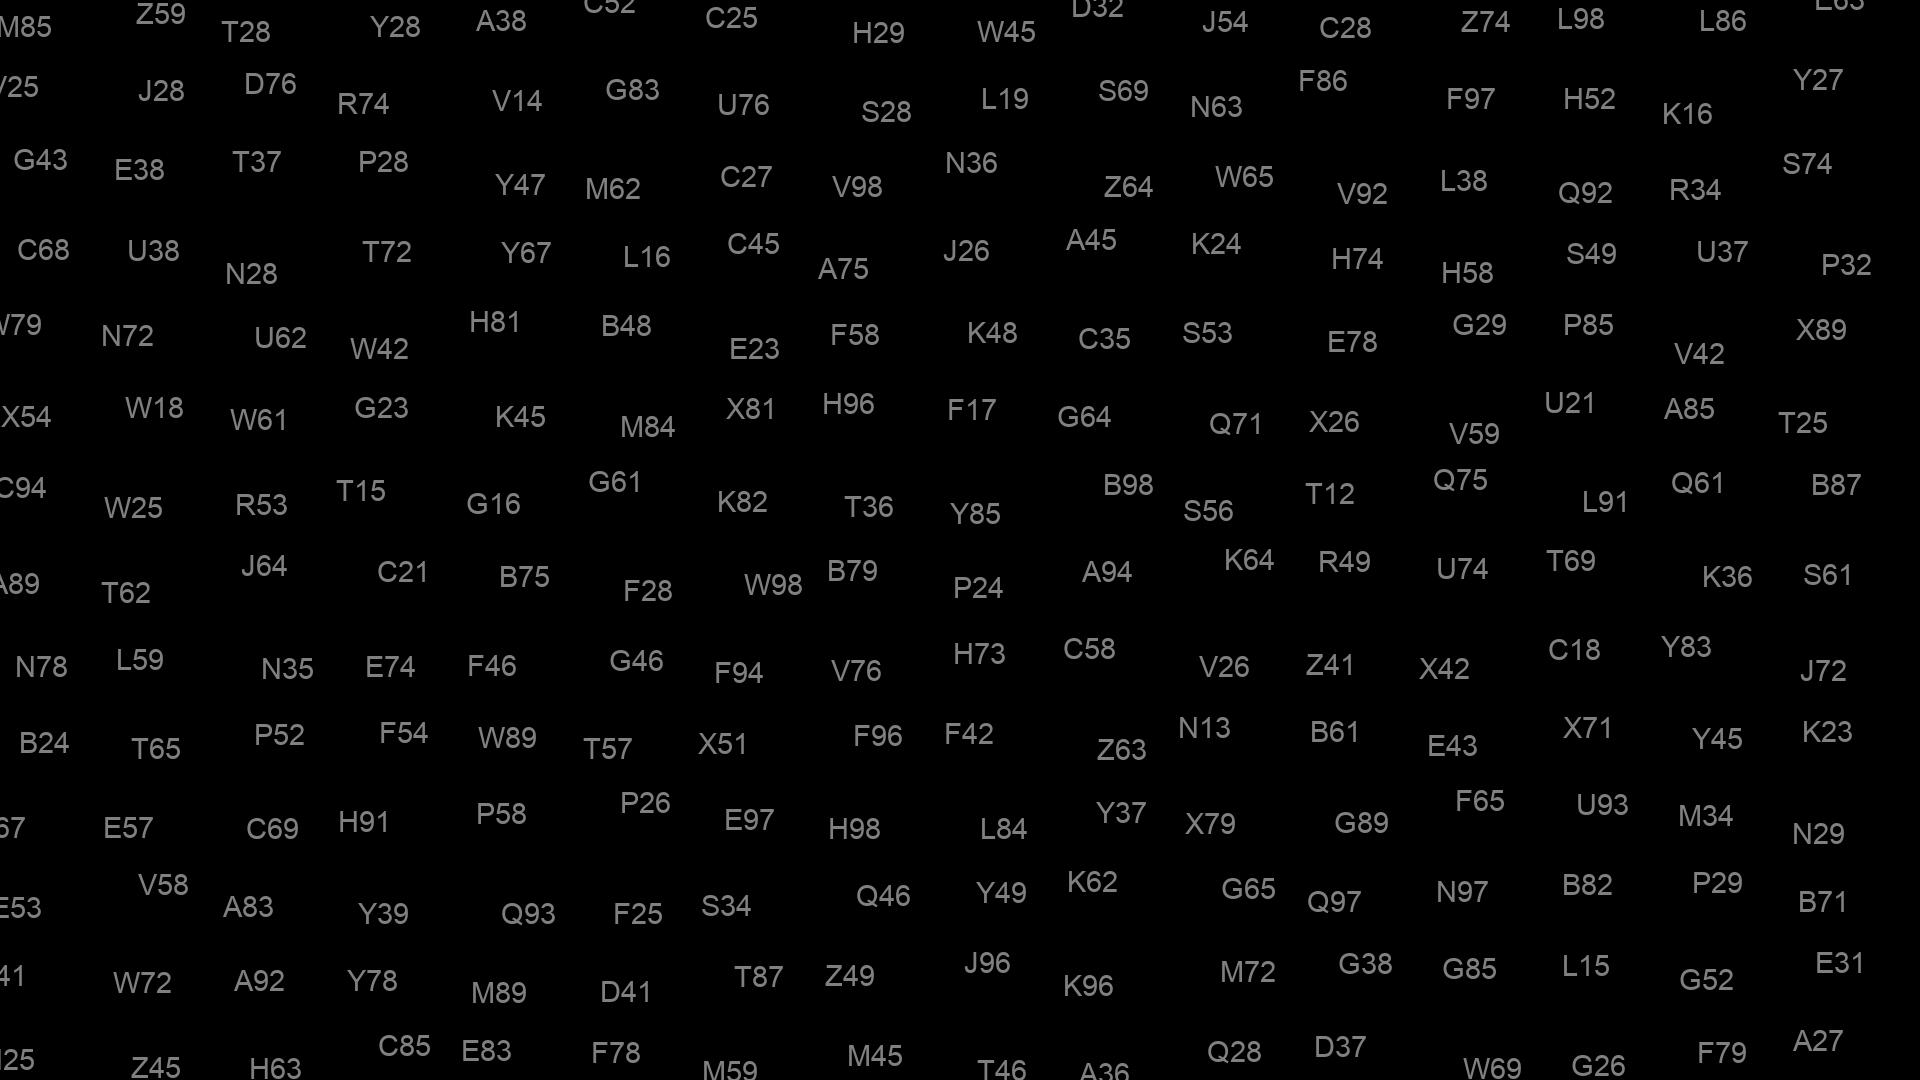 M85 Z59 T28 Y28 A38 C52 C25 H29 W45 D32 J54 C28 Z74 L98 L86 E63
V25 J28 D76 R74 V14 G83 U76 S28 L19 S69 N63 F86 F97 H52 K16 Y27
G43 E38 T37 P28 Y47 M62 C27 V98 N36 Z64 W65 V92 L38 Q92 R34 S74
C68 U38 N28 T72 Y67 L16 C45 A75 J26 A45 K24 H74 H58 S49 U37 P32
W79 N72 U62 W42 H81 B48 E23 F58 K48 C35 S53 E78 G29 P85 V42 X89
X54 W18 W61 G23 K45 M84 X81 H96 F17 G64 Q71 X26 V59 U21 A85 T25
C94 W25 R53 T15 G16 G61 K82 T36 Y85 B98 S56 T12 Q75 L91 Q61 B87
A89 T62 J64 C21 B75 F28 W98 B79 P24 A94 K64 R49 U74 T69 K36 S61
N78 L59 N35 E74 F46 G46 F94 V76 H73 C58 V26 Z41 X42 C18 Y83 J72
B24 T65 P52 F54 W89 T57 X51 F96 F42 Z63 N13 B61 E43 X71 Y45 K23
67 E57 C69 H91 P58 P26 E97 H98 L84 Y37 X79 G89 F65 U93 M34 N29
E53 V58 A83 Y39 Q93 F25 S34 Q46 Y49 K62 G65 Q97 N97 B82 P29 B71
41 W72 A92 Y78 M89 D41 T87 Z49 J96 K96 M72 G38 G85 L15 G52 E31
25 Z45 H63 C85 E83 F78 M59 M45 T46 A36 Q28 D37 W69 G26 F79 A27